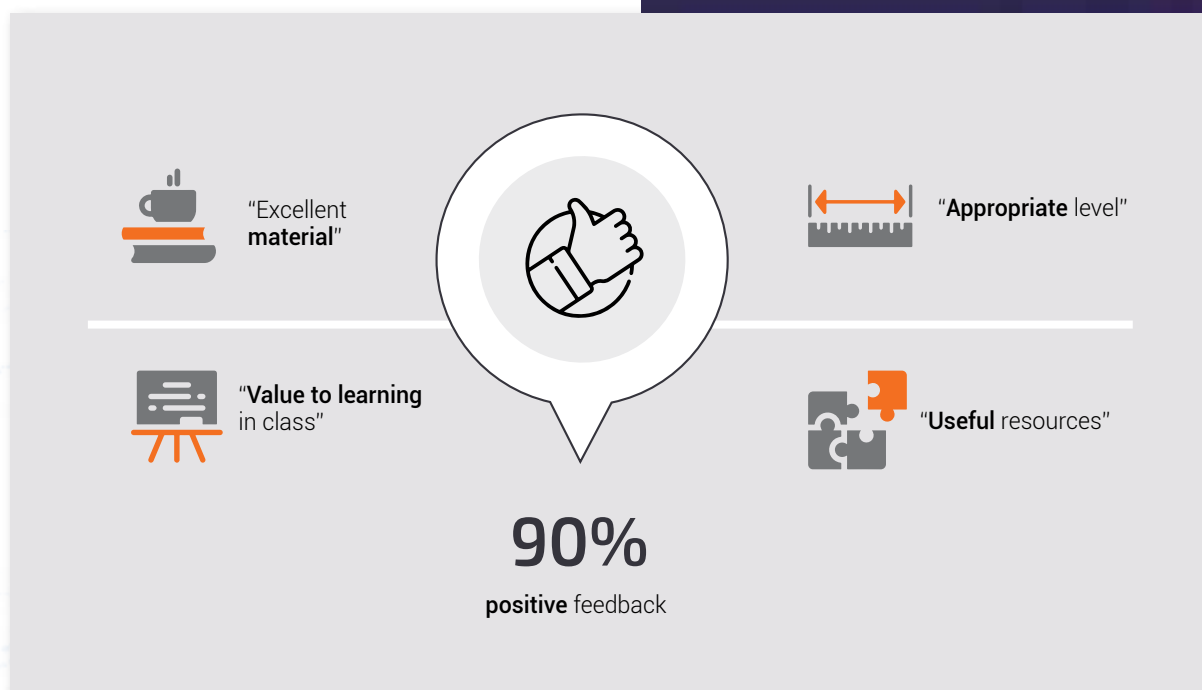 “Excellent
material”
“Appropriate level”
“Value to learning
in class”
“Useful resources”
90%
positive feedback